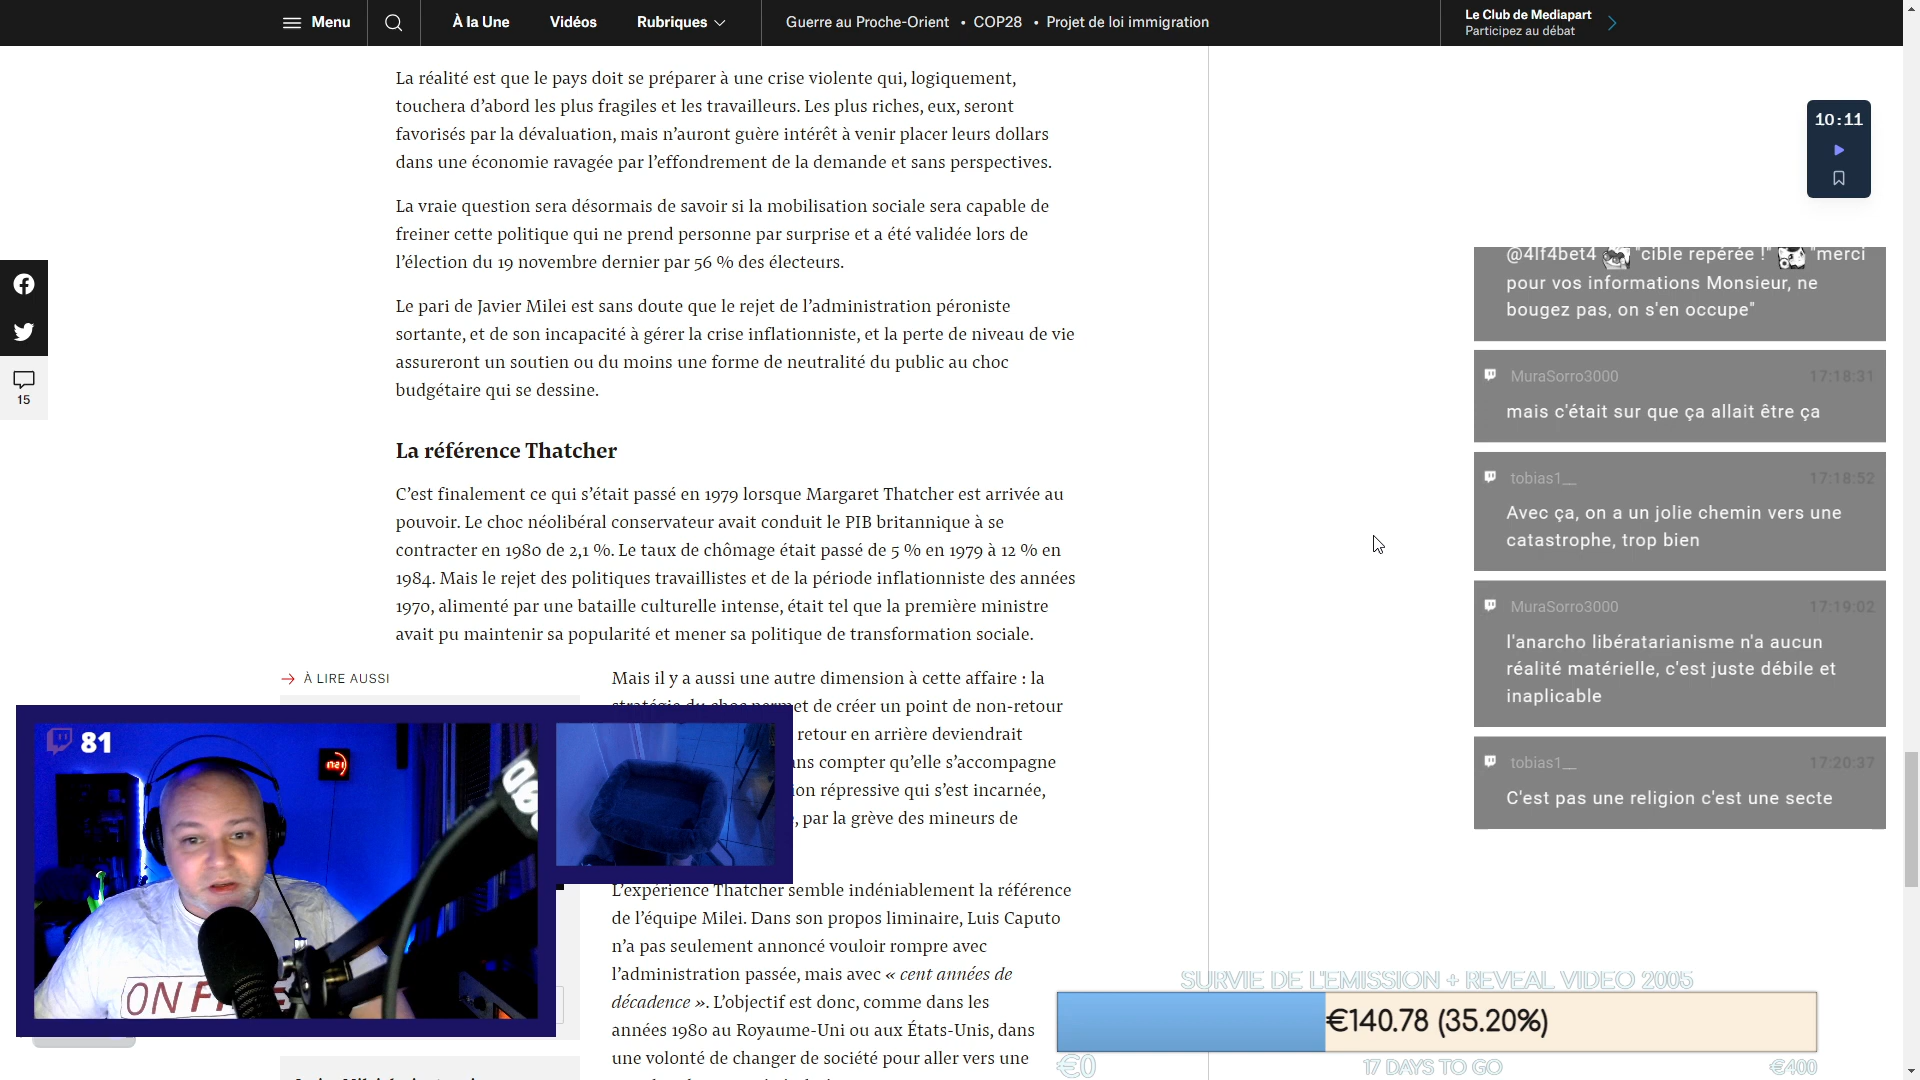 Menu
À la Une
Vidéos
Rubriques
Guerre au Proche-Orient • COP28 • Projet de loi immigration
Le Club de Mediapart
Participez au débat
La réalité est que le pays doit se préparer à une crise violente qui, logiquement,
touchera d’abord les plus fragiles et les travailleurs. Les plus riches, eux, seront
favorisés par la dévaluation, mais n’auront guère intérêt à venir placer leurs dollars
dans une économie ravagée par l’effondrement de la demande et sans perspectives.
La vraie question sera désormais de savoir si la mobilisation sociale sera capable de
freiner cette politique qui ne prend personne par surprise et a été validée lors de
l’élection du 19 novembre dernier par 56 % des électeurs.
Le pari de Javier Milei est sans doute que le rejet de l’administration péroniste
sortante, et de son incapacité à gérer la crise inflationniste, et la perte de niveau de vie
assureront un soutien ou du moins une forme de neutralité du public au choc
budgétaire qui se dessine.
La référence Thatcher
C’est finalement ce qui s’était passé en 1979 lorsque Margaret Thatcher est arrivée au
pouvoir. Le choc néolibéral conservateur avait conduit le PIB britannique à se
contracter en 1980 de 2,1 %. Le taux de chômage était passé de 5 % en 1979 à 12 % en
1984. Mais le rejet des politiques travaillistes et de la période inflationniste des années
1970, alimenté par une bataille culturelle intense, était tel que la première ministre
avait pu maintenir sa popularité et mener sa politique de transformation sociale.
À LIRE AUSSI
Mais il y a aussi une autre dimension à cette affaire : la
stratégie du choc permet de créer un point de non-retour
retour en arrière deviendrait
compter qu’elle s’accompagne
répressive qui s’est incarnée,
, par la grève des mineurs de
L’expérience Thatcher semble indéniablement la référence
de l’équipe Milei. Dans son propos liminaire, Luis Caputo
n’a pas seulement annoncé vouloir rompre avec
l’administration passée, mais avec « cent années de
décadence ». L’objectif est donc, comme dans les
années 1980 au Royaume-Uni ou aux États-Unis, dans
une volonté de changer de société pour aller vers une
15
81
17:21
ON F
10:11
@4lf4bet4 "cible repérée !" "merci
pour vos informations Monsieur, ne
bougez pas, on s'en occupe"
MuraSorro3000 17:18:31
mais c'était sur que ça allait être ça
tobias1__ 17:18:52
Avec ça, on a un jolie chemin vers une
catastrophe, trop bien
MuraSorro3000 17:19:02
l'anarcho libératarianisme n'a aucun
réalité matérielle, c'est juste débile et
inaplicable
tobias1__ 17:20:37
C'est pas une religion c'est une secte
SURVIE DE L'EMISSION + REVEAL VIDEO 2005
€140.78 (35.20%)
€0
17 DAYS TO GO
€400